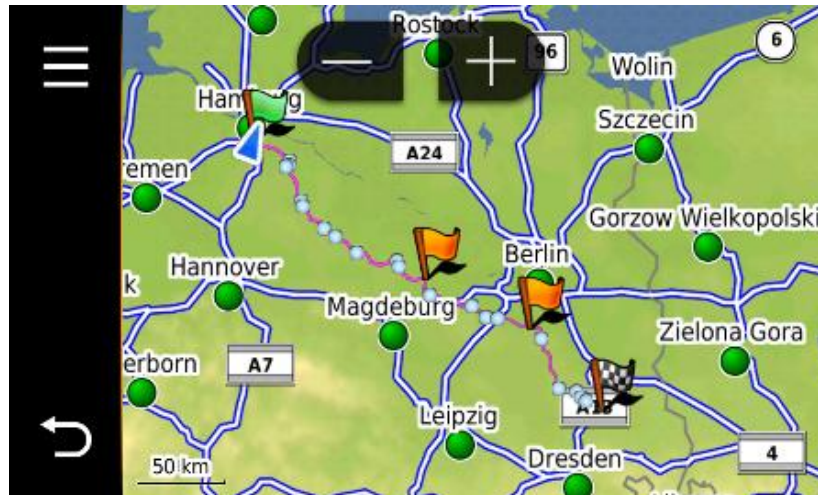 Rostock
96
6
Wolin
Szczecin
A24
emen
Gorzow Wielkopolski
Berlin
Hannover
k
Magdeburg
Zielona Gora
erborn
A7
Leipzig
Dresden
4
50 km